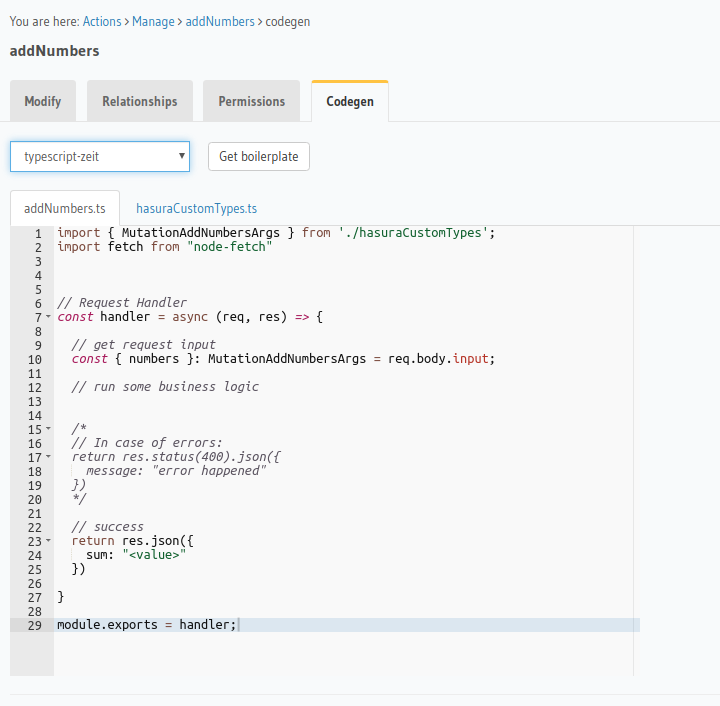 You are here: Actions > Manage > addNumbers > codegen
addNumbers
Modify Relationships Permissions Codegen
typescript-zeit Get boilerplate
addNumbers.ts hasuraCustomTypes.ts
1 import { MutationAddNumbersArgs } from './hasuraCustomTypes';
2 import fetch from "node-fetch"
3
4
5
6 // Request Handler
7 const handler = async (req, res) => {
8
9 // get request input
10 const { numbers }: MutationAddNumbersArgs = req.body.input;
11
12 // run some business logic
13
14
15 /*
16 // In case of errors:
17 return res.status(400).json({
18 message: "error happened"
19 })
20 */
21
22 // success
23 return res.json({
24 sum: "<value>"
25 })
26
27 }
28
29 module.exports = handler;